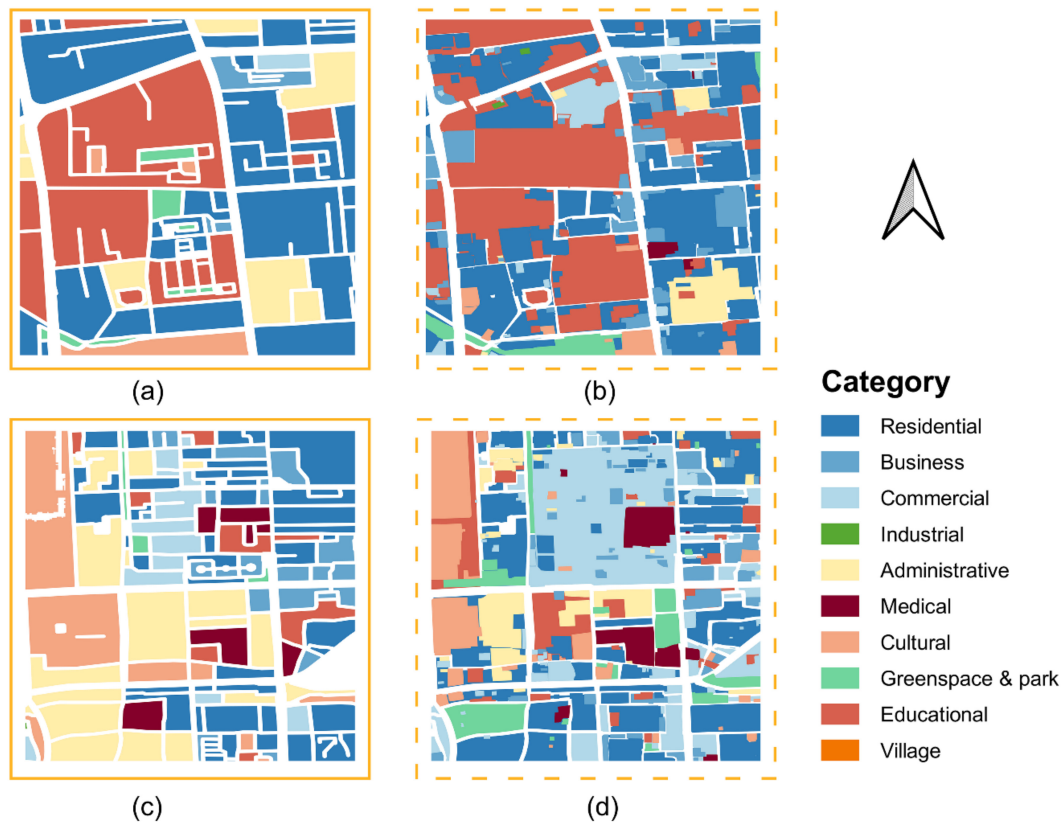 (a)
(b)
Category
Residential
Business
Commercial
Industrial
Administrative
Medical
Cultural
Greenspace & park
Educational
Village
(c)
(d)